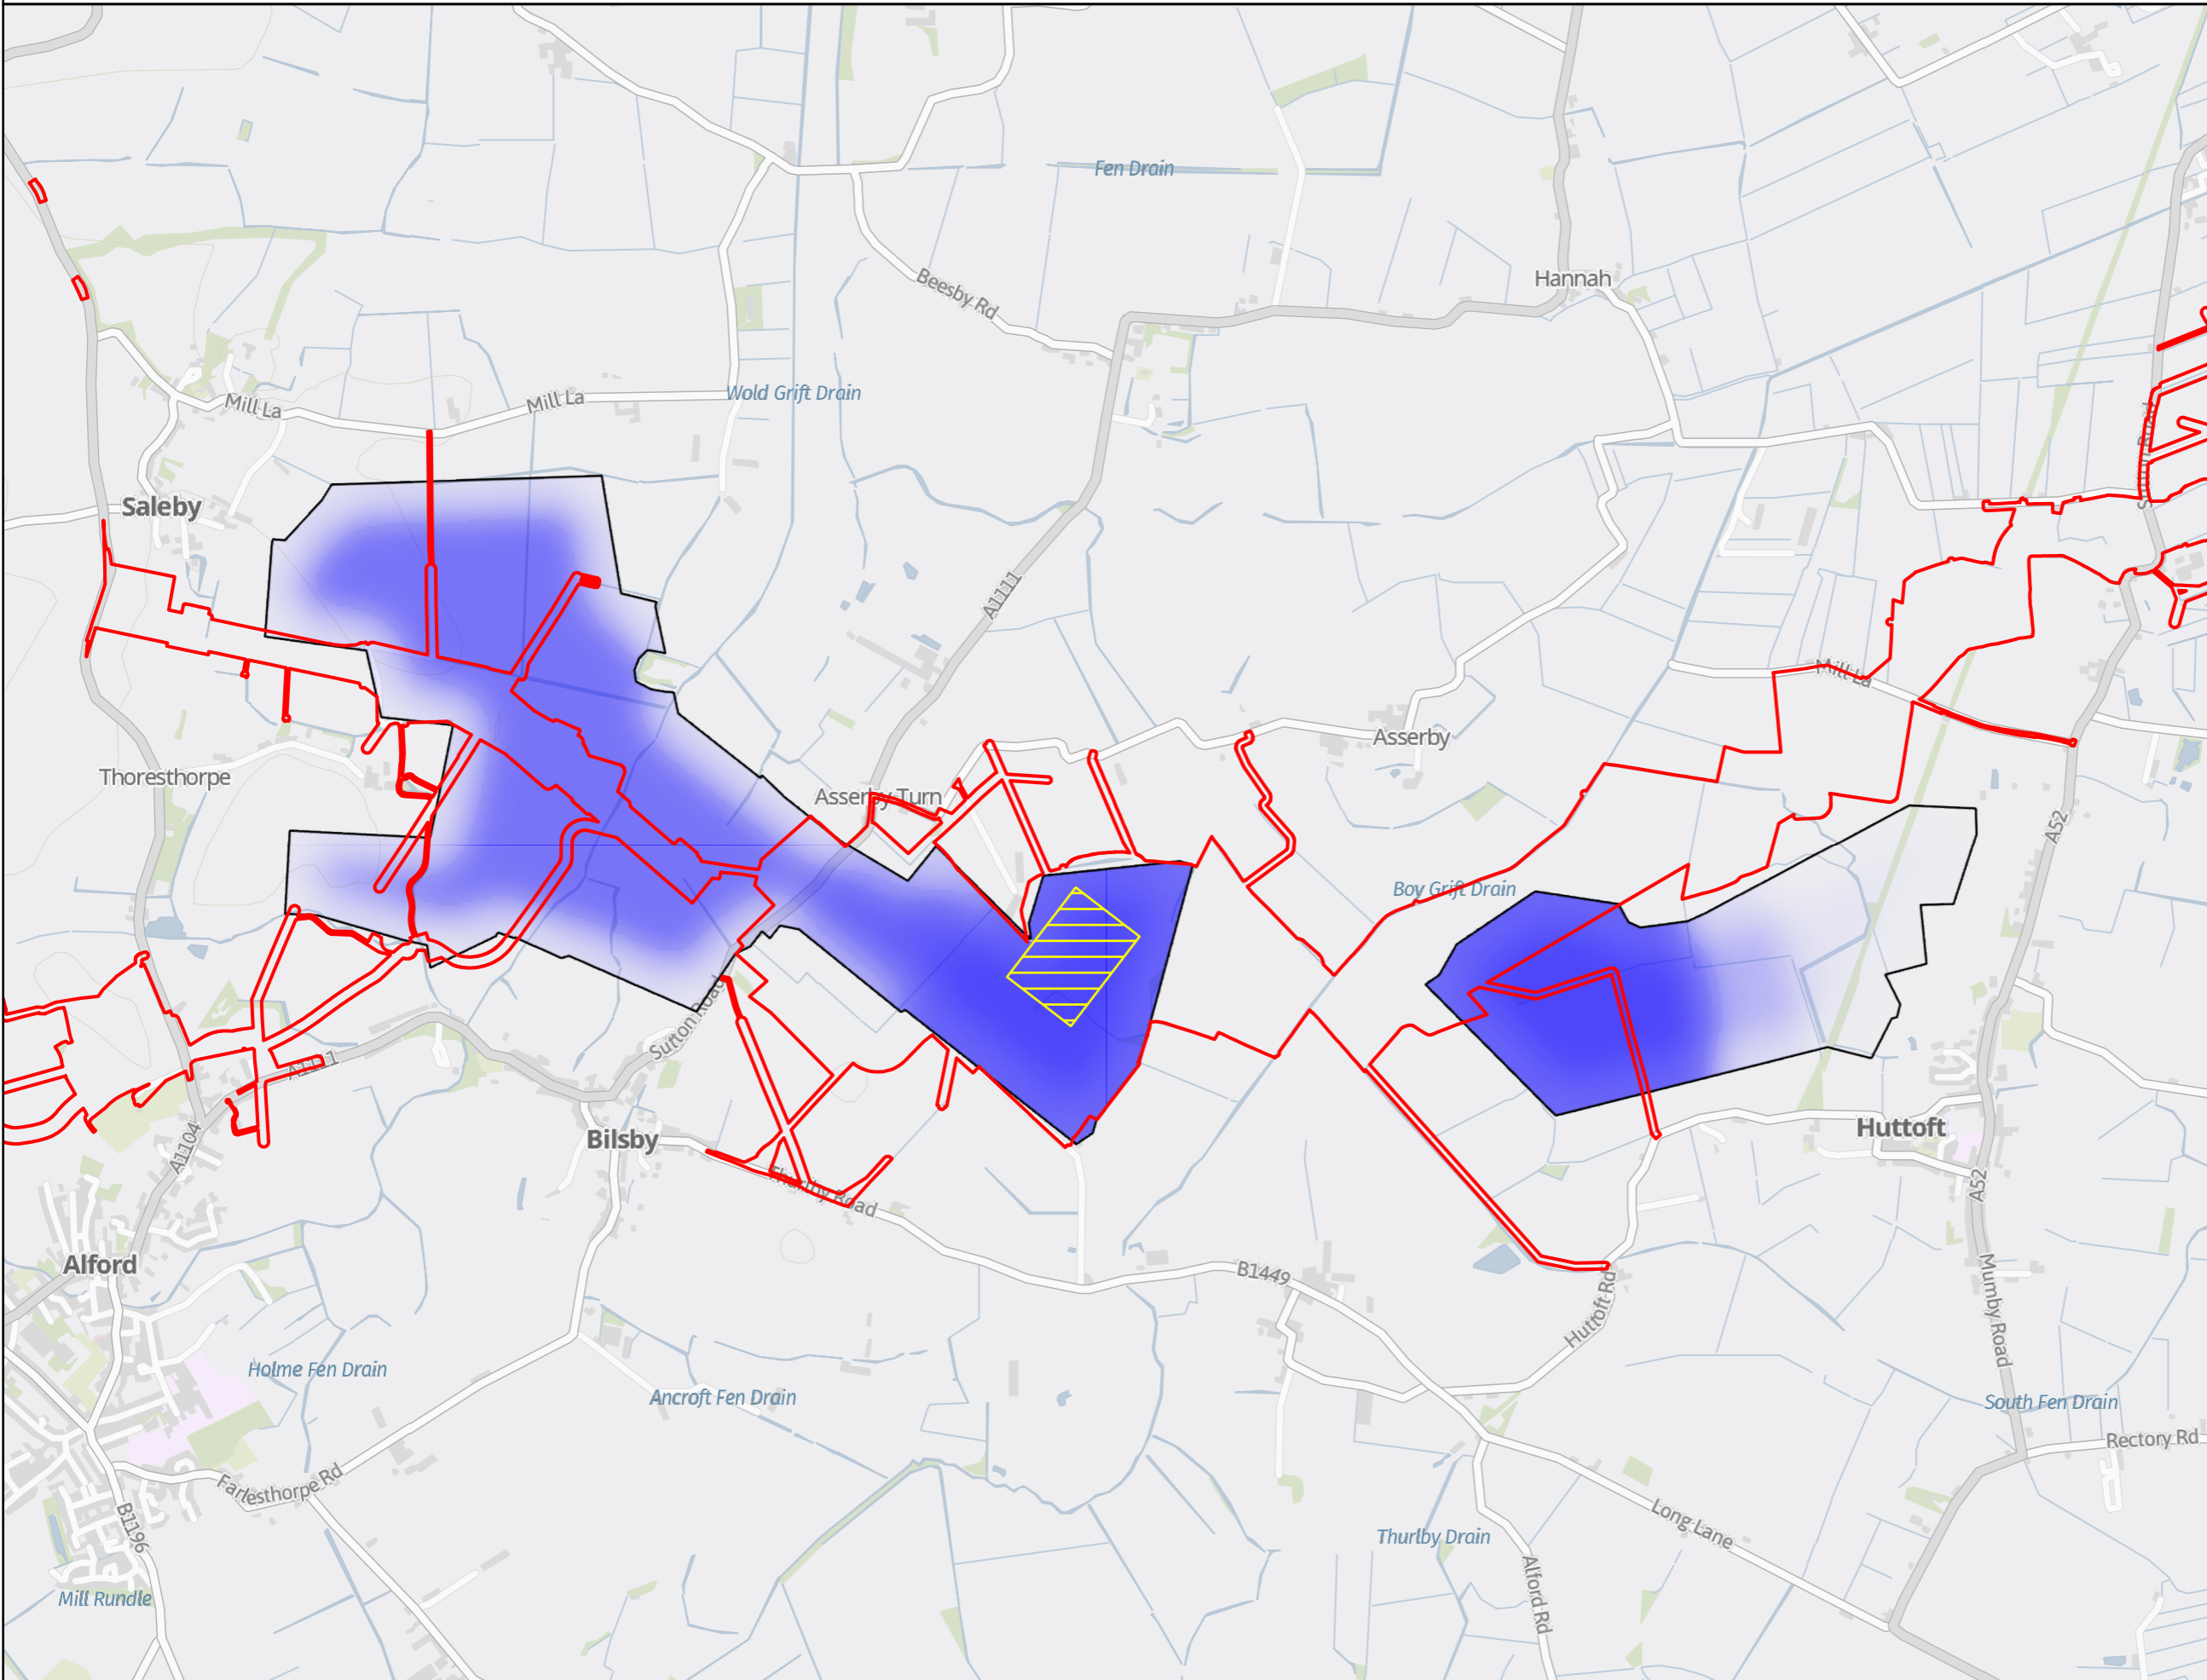 Fen Drain
Hannah
Beesby Rd
Wold Grift Drain
Mill La
Mill La
Saleby
A1111
Mill La
Asserby
Thoresthorpe
Asserby Turn
A52
Boy Grift Drain
Sutton Road
A1111
Huttoft
Bilsby
A1104
Thurlby Road
A52
Alford
B1449
Huttoft Rd
Mumby Road
Holme Fen Drain
Ancroft Fen Drain
South Fen Drain
Rectory Rd
Farlesthorpe Rd
B1196
Long Lane
Thurlby Drain
Alford Rd
Mill Rundle